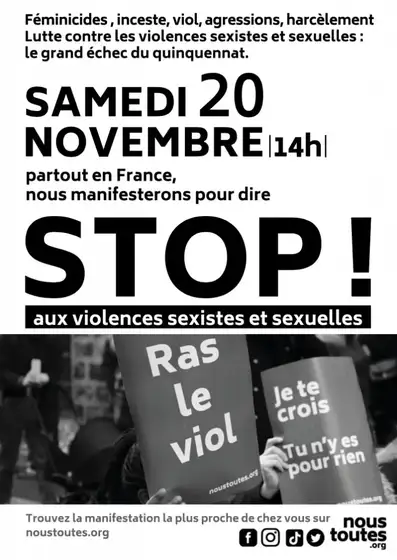 Féminicides , inceste, viol, agressions, harcèlement
Lutte contre les violences sexistes et sexuelles :
le grand échec du quinquennat.
SAMEDI 20
NOVEMBRE |14h|
partout en France,
nous manifesterons pour dire
STOP !
aux violences sexistes et sexuelles
Ras
le
viol
noustoutes.org
Je te
crois
Tu n'y es
pour rien
noustoutes.org
Trouvez la manifestation la plus proche de chez vous sur
noustoutes.org
nous
toutes
.org